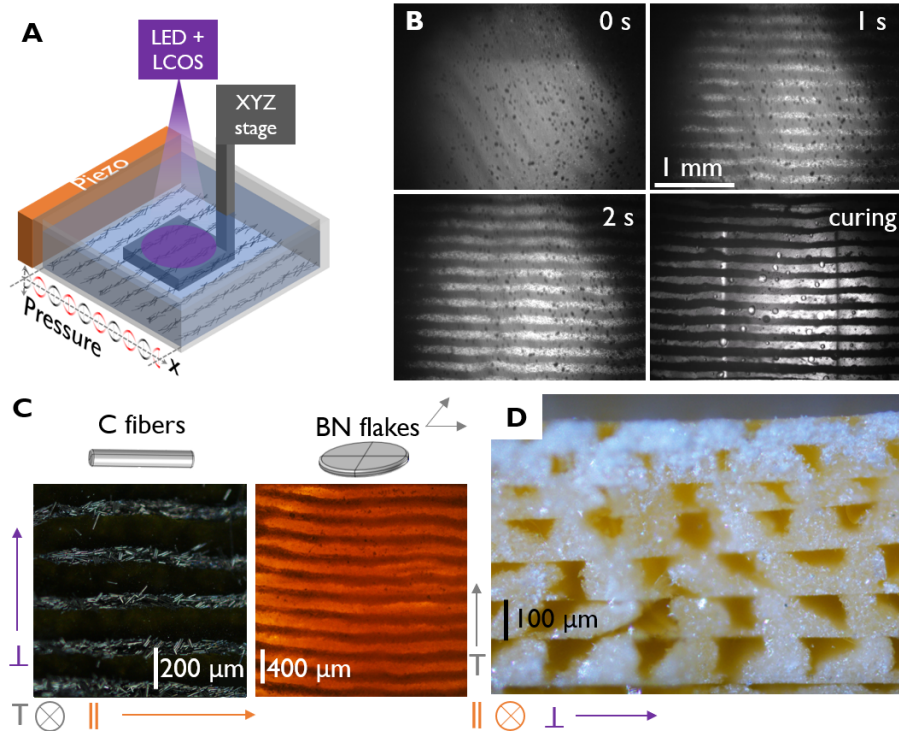 A
LED +
LCOS
XYZ
stage
Piezo
Pressure
x
B
0 s
1 s
1 mm
2 s
curing
C
C fibers
BN flakes
⊥
200 µm
400 µm
T
||
D
100 µm
T
||
⊥